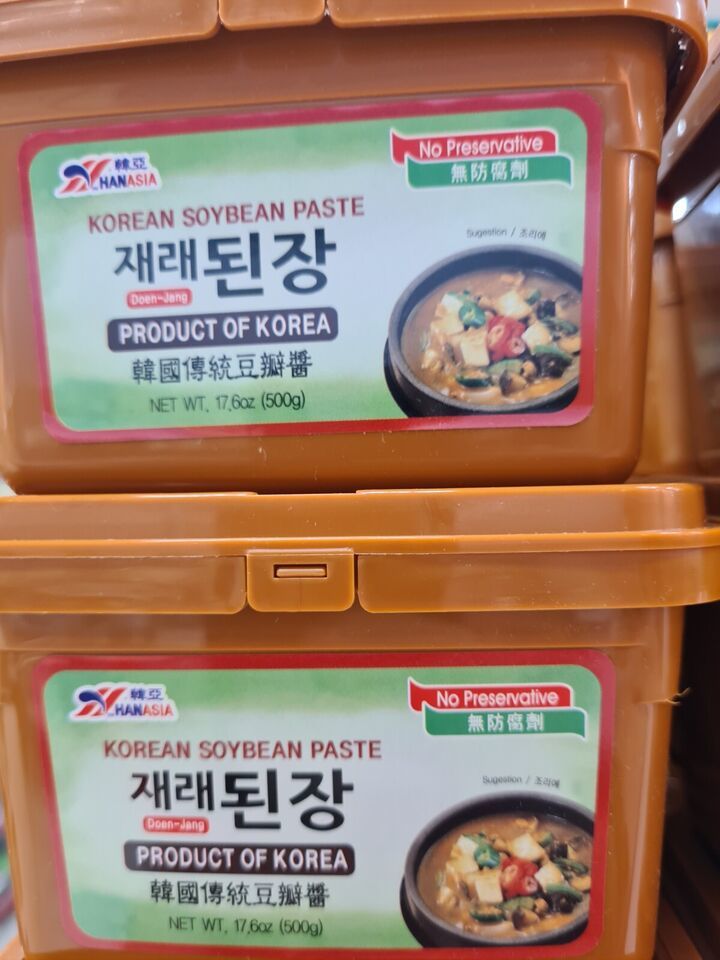 韓亞
HANASIA
No Preservative
無防腐劑
KOREAN SOYBEAN PASTE
재래된장
Doen-Jang
Sugestion / 조리예
PRODUCT OF KOREA
韓國傳統豆瓣醬
NET WT. 17.6oz (500g)
韓亞
HANASIA
No Preservative
無防腐劑
KOREAN SOYBEAN PASTE
재래된장
Doen-Jang
Sugestion / 조리예
PRODUCT OF KOREA
韓國傳統豆瓣醬
NET WT. 17.6oz (500g)